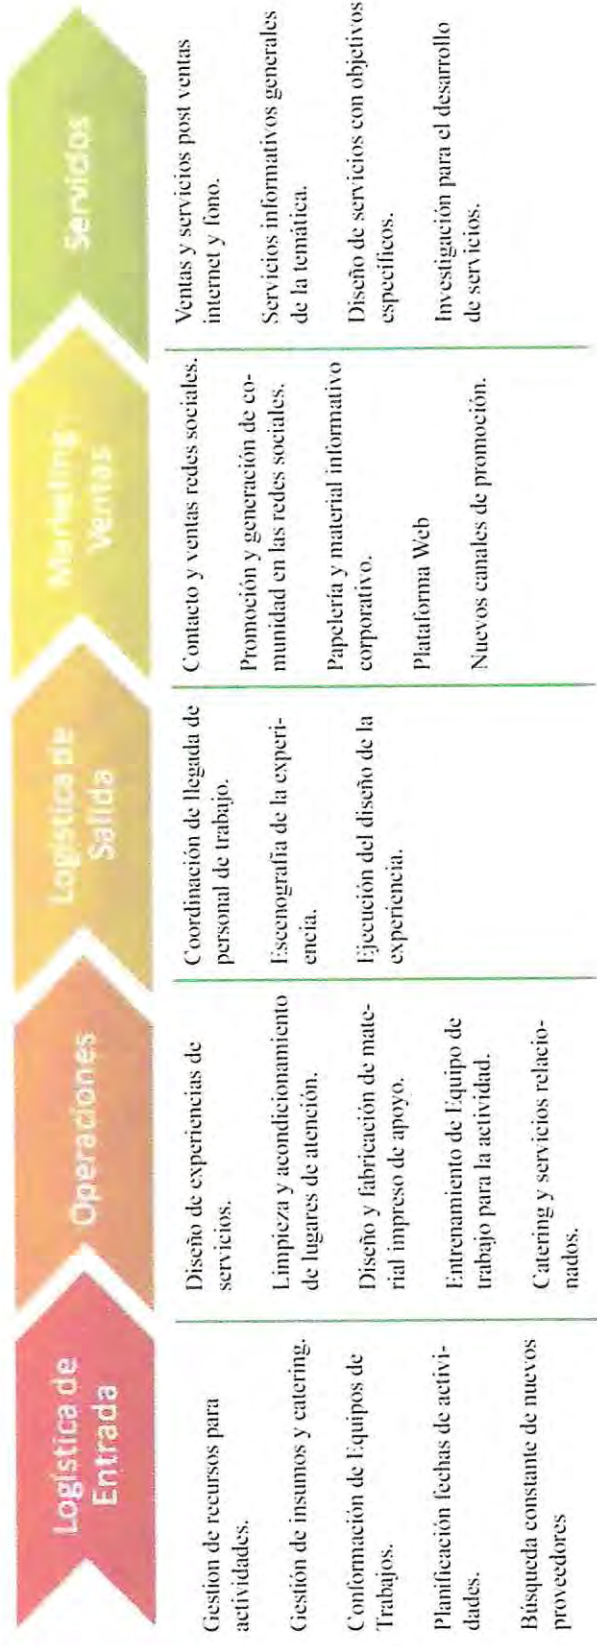 Logística de
Entrada
Operaciones
Logística de
Salida
Marketing
Ventas
Servicios
Gestion de recursos para
actividades.
Gestión de insumos y catering.
Conformación de Equipos de
Trabajos.
Planificación fechas de activi-
dades.
Búsqueda constante de nuevos
proveedores
Diseño de experiencias de
servicios.
Limpieza y acondicionamiento
de lugares de atención.
Diseño y fabricación de mate-
rial impreso de apoyo.
Entrenamiento de Equipo de
trabajo para la actividad.
Catering y servicios relacio-
nados.
Coordinación de llegada de
personal de trabajo.
Escenografia de la experi-
encia.
Ejecución del diseño de la
experiencia.
Contacto y ventas redes sociales.
Promoción y generación de co-
munidad en las redes sociales.
Papelería y material informativo
corporativo.
Plataforma Web
Nuevos canales de promoción.
Ventas y servicios post ventas
internet y fono.
Servicios informativos generales
de la temática.
Diseño de servicios con objetivos
específicos.
Investigación para el desarrollo
de servicios.